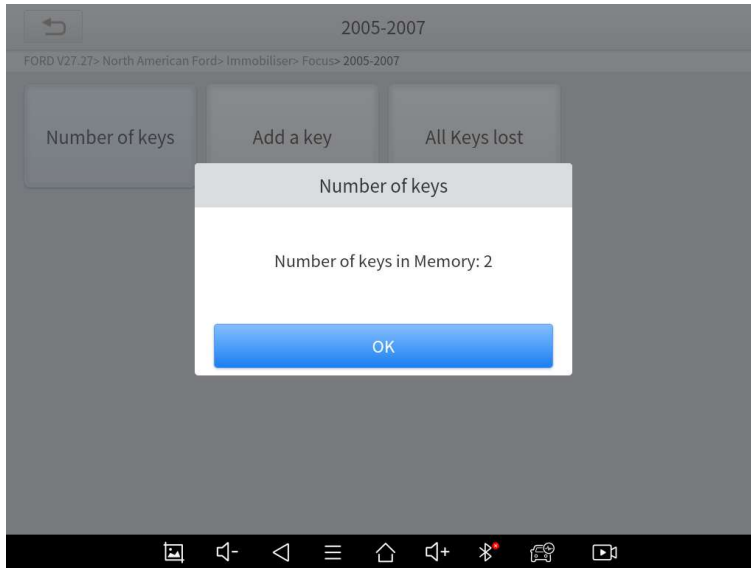 2005-2007
FORD V27.27> North American Ford> Immobiliser> Focus> 2005-2007
Number of keys
Add a key
All Keys lost
Number of keys
Number of keys in Memory: 2
OK